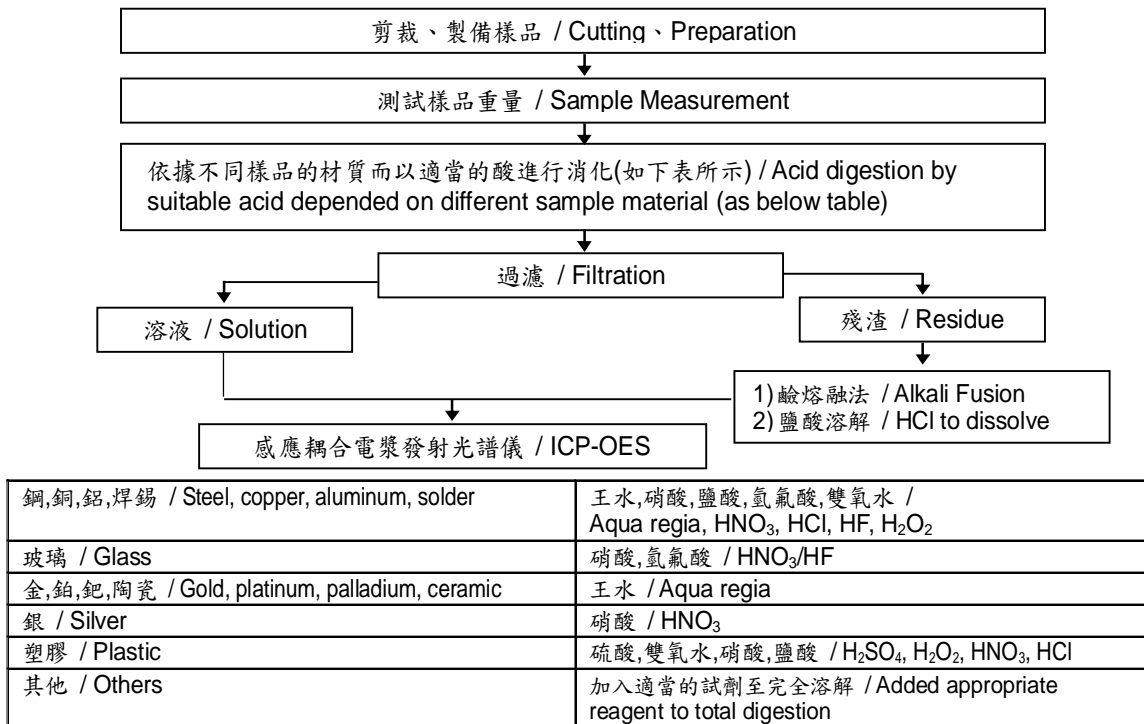 剪裁、製備樣品 / Cutting、Preparation
測試樣品重量 / Sample Measurement
依據不同樣品的材質而以適當的酸進行消化(如下表所示) / Acid digestion by
suitable acid depended on different sample material (as below table)
過濾 / Filtration
溶液 / Solution
殘渣 / Residue
1) 鹼熔融法 / Alkali Fusion
2) 鹽酸溶解 / HCl to dissolve
感應耦合電漿發射光譜儀 / ICP-OES
鋼,銅,鋁,焊錫 / Steel, copper, aluminum, solder
王水,硝酸,鹽酸,氫氟酸,雙氧水 /
Aqua regia, HNO₃, HCl, HF, H₂O₂
玻璃 / Glass
硝酸,氫氟酸 / HNO₃/HF
金,鉑,鈀,陶瓷 / Gold, platinum, palladium, ceramic
王水 / Aqua regia
銀 / Silver
硝酸 / HNO₃
塑膠 / Plastic
硫酸,雙氧水,硝酸,鹽酸 / H₂SO₄, H₂O₂, HNO₃, HCl
其他 / Others
加入適當的試劑至完全溶解 / Added appropriate
reagent to total digestion